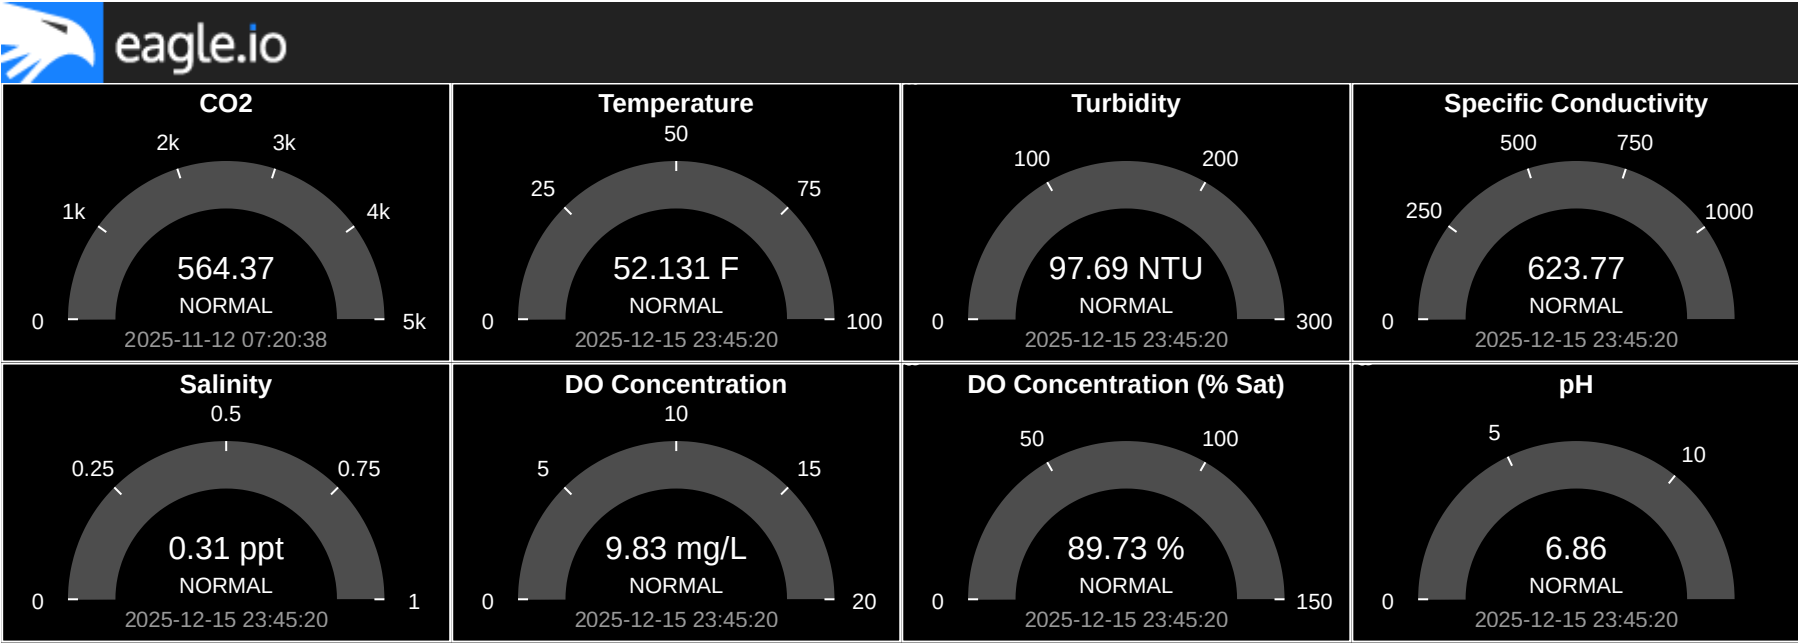 eagle.io
CO2
2k
3k
1k
4k
564.37
NORMAL
0
5k
2025-11-12 07:20:38
Temperature
50
25
75
52.131 F
NORMAL
0
100
2025-12-15 23:45:20
Turbidity
100
200
97.69 NTU
NORMAL
0
300
2025-12-15 23:45:20
Specific Conductivity
500
750
250
1000
623.77
NORMAL
0
2025-12-15 23:45:20
Salinity
0.5
0.25
0.75
0.31 ppt
NORMAL
0
1
2025-12-15 23:45:20
DO Concentration
10
5
15
9.83 mg/L
NORMAL
0
20
2025-12-15 23:45:20
DO Concentration (% Sat)
50
100
89.73 %
NORMAL
0
150
2025-12-15 23:45:20
pH
5
10
6.86
NORMAL
0
2025-12-15 23:45:20